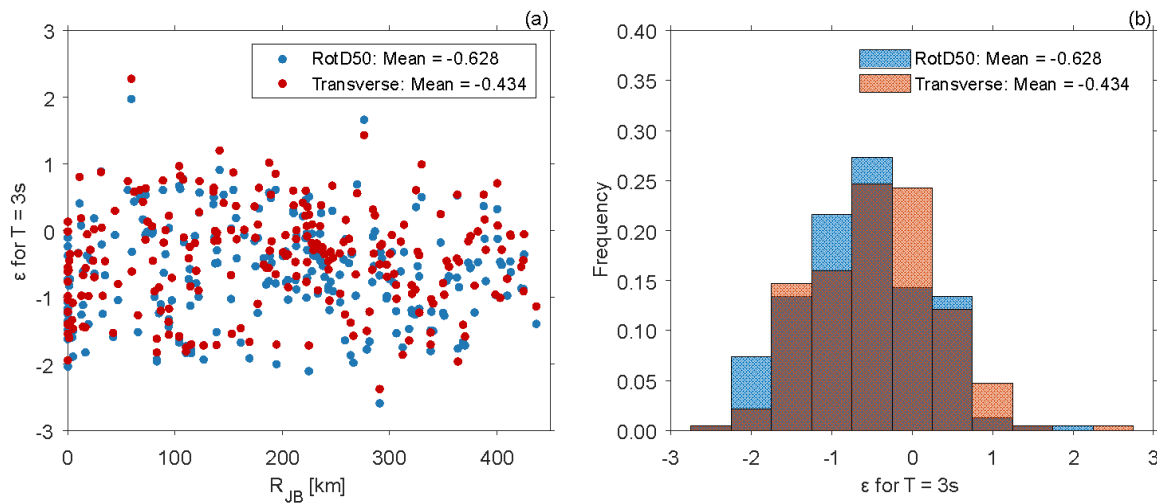 (a)
3
2
1
0
-1
-2
-3
ε for T = 3s
RotD50: Mean = -0.628
Transverse: Mean = -0.434
0
100
200
300
400
R_JB [km]
(b)
0.40
0.35
0.30
0.25
0.20
0.15
0.10
0.05
0.00
Frequency
RotD50: Mean = -0.628
Transverse: Mean = -0.434
-3
-2
-1
0
1
2
3
ε for T = 3s